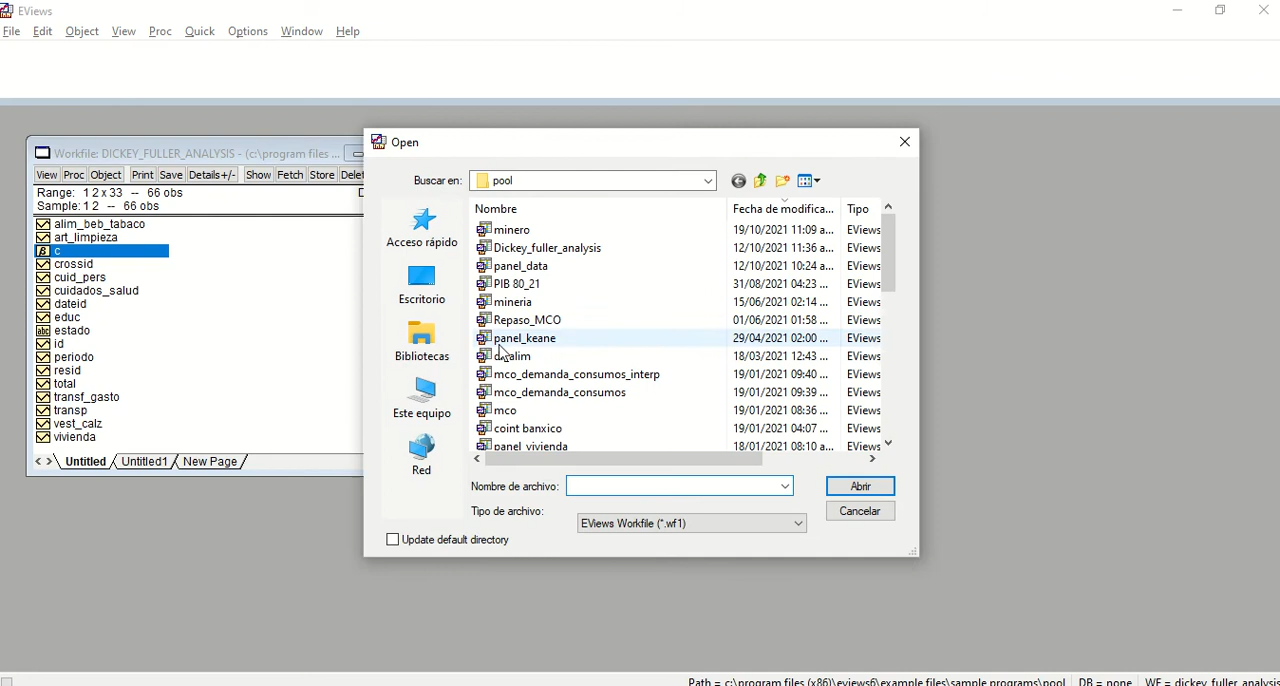 EViews
File Edit Object View Proc Quick Options Window Help
Workfile: DICKEY_FULLER_ANALYSIS - (c:\program files ...
View Proc Object Print Save Details+/- Show Fetch Store Delet
Range: 1 2 x 33 -- 66 obs
Sample: 1 2 -- 66 obs
alim_beb_tabaco
art_limpieza
c
crossid
cuid_pers
cuidados_salud
dateid
educ
estado
id
periodo
resid
total
transf_gasto
transp
vest_calz
vivienda
Untitled Untitled1 New Page
Open
Buscar en: pool
Acceso rápido
Escritorio
Bibliotecas
Este equipo
Red
Nombre Fecha de modifica... Tipo
minero 19/10/2021 11:09 a... EViews
Dickey_fuller_analysis 12/10/2021 11:36 a... EViews
panel_data 12/10/2021 10:24 a... EViews
PIB 80_21 31/08/2021 04:23 ... EViews
mineria 15/06/2021 02:14 ... EViews
Repaso_MCO 01/06/2021 01:58 ... EViews
panel_keane 29/04/2021 02:00 ... EViews
18/03/2021 12:43 ... EViews
mco_demanda_consumos_interp 19/01/2021 09:40 ... EViews
mco_demanda_consumos 19/01/2021 09:39 ... EViews
mco 19/01/2021 08:36 ... EViews
coint banxico 19/01/2021 04:07 ... EViews
panel_vivienda 18/01/2021 08:10 a... EViews
Nombre de archivo: Abrir
Tipo de archivo: EViews Workfile (*.wf1) Cancelar
Update default directory
Path = c:\program files (x86)\eviews6\example files\sample programs\pool DB = none WF = dickey_fuller_analysis